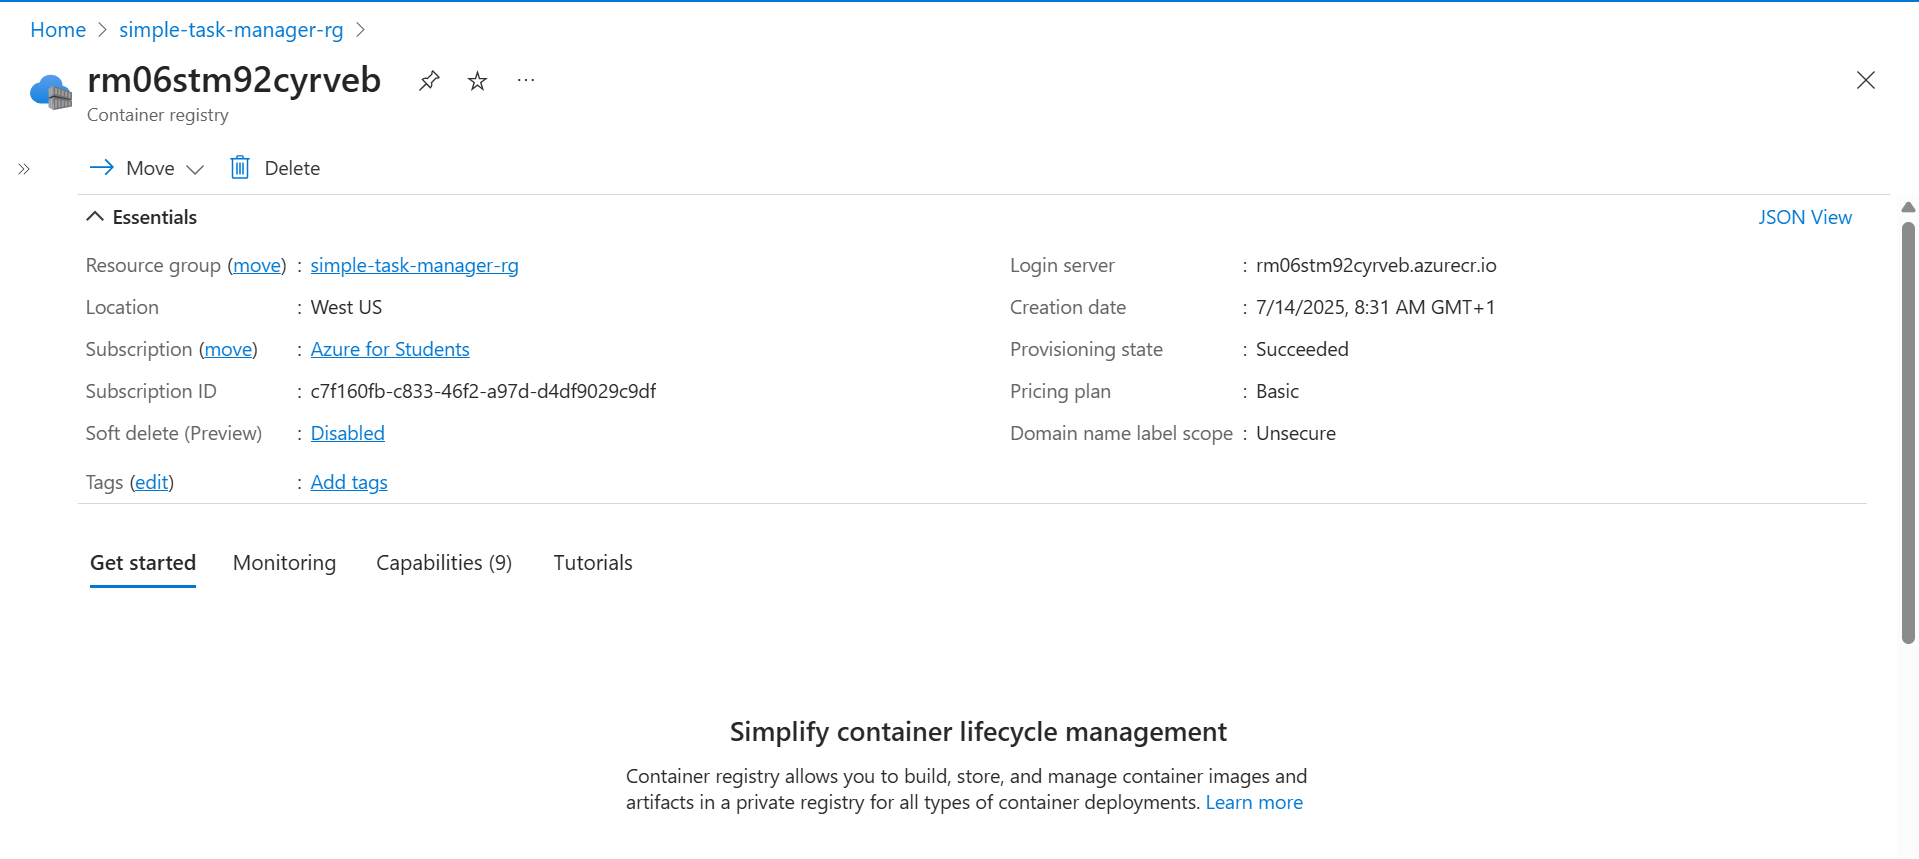 Home > simple-task-manager-rg >
rm06stm92cyrveb
Container registry
Move Delete
Essentials JSON View
Resource group (move) : simple-task-manager-rg
Location : West US
Subscription (move) : Azure for Students
Subscription ID : c7f160fb-c833-46f2-a97d-d4df9029c9df
Soft delete (Preview) : Disabled
Tags (edit) : Add tags
Login server : rm06stm92cyrveb.azurecr.io
Creation date : 7/14/2025, 8:31 AM GMT+1
Provisioning state : Succeeded
Pricing plan : Basic
Domain name label scope : Unsecure
Get started Monitoring Capabilities (9) Tutorials
Simplify container lifecycle management
Container registry allows you to build, store, and manage container images and
artifacts in a private registry for all types of container deployments. Learn more